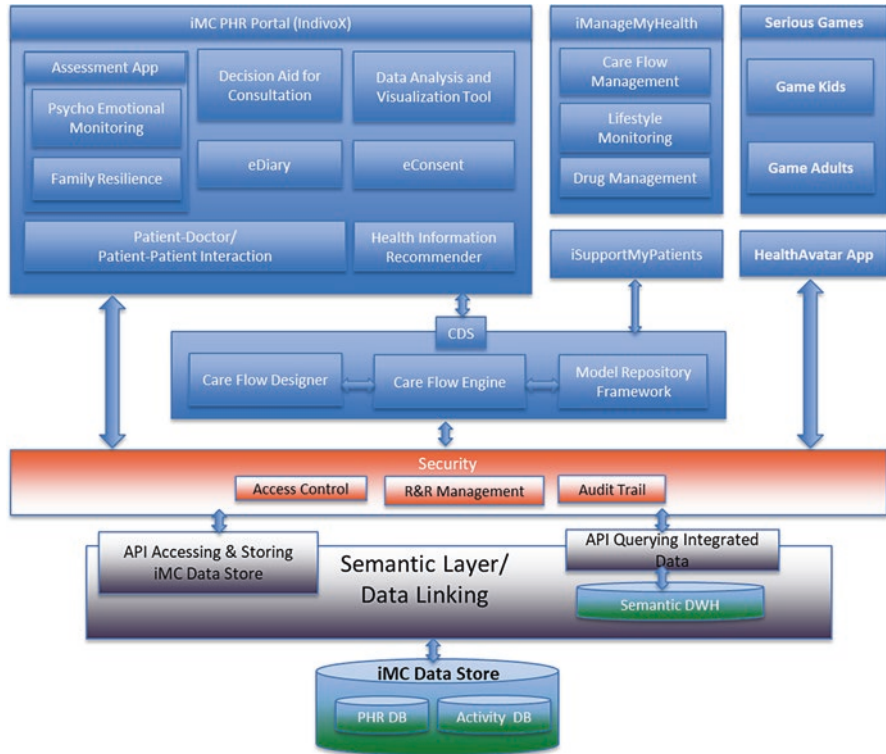 iMC PHR Portal (IndivoX)
Assessment App
Psycho Emotional
Monitoring
Family Resilience
Decision Aid for
Consultation
Data Analysis and
Visualization Tool
eDiary
eConsent
Patient-Doctor/
Patient-Patient Interaction
Health Information
Recommender
iManageMyHealth
Care Flow
Management
Lifestyle
Monitoring
Drug Management
Serious Games
Game Kids
Game Adults
iSupportMyPatients
HealthAvatar App
CDS
Care Flow Designer
Care Flow Engine
Model Repository
Framework
Security
Access Control
R&R Management
Audit Trail
API Accessing & Storing
iMC Data Store
Semantic Layer/
Data Linking
API Querying Integrated
Data
Semantic DWH
iMC Data Store
PHR DB
Activity DB